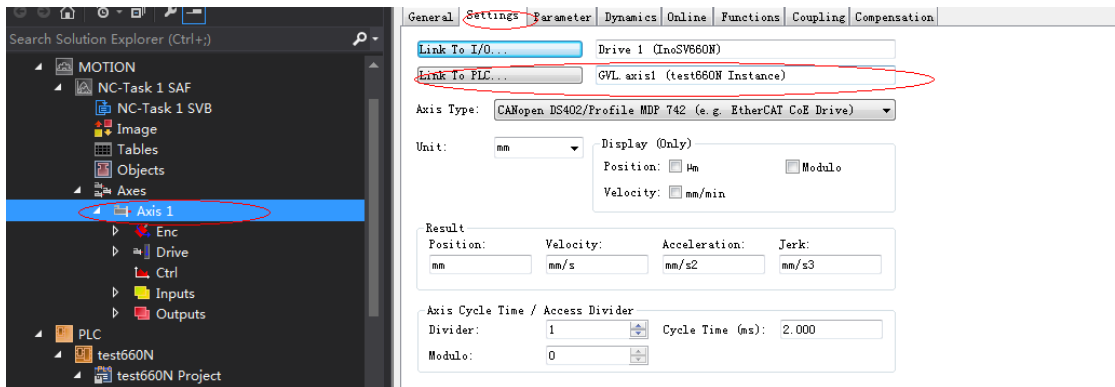 General Settings Parameter Dynamics Online Functions Coupling Compensation
Search Solution Explorer (Ctrl+;)
MOTION
NC-Task 1 SAF
NC-Task 1 SVB
Image
Tables
Objects
Axes
Axis 1
Enc
Drive
Ctrl
Inputs
Outputs
PLC
test660N
test660N Project
Link To I/O... Drive 1 (InoSV660N)
Link To PLC... GVL.axis1 (test660N Instance)
Axis Type: CANopen DS402/Profile MDP 742 (e.g. EtherCAT CoE Drive)
Unit: mm
Display (Only)
Position: µm Modulo
Velocity: mm/min
Result
Position: Velocity: Acceleration: Jerk:
mm mm/s mm/s2 mm/s3
Axis Cycle Time / Access Divider
Divider: 1 Cycle Time (ms): 2.000
Modulo: 0